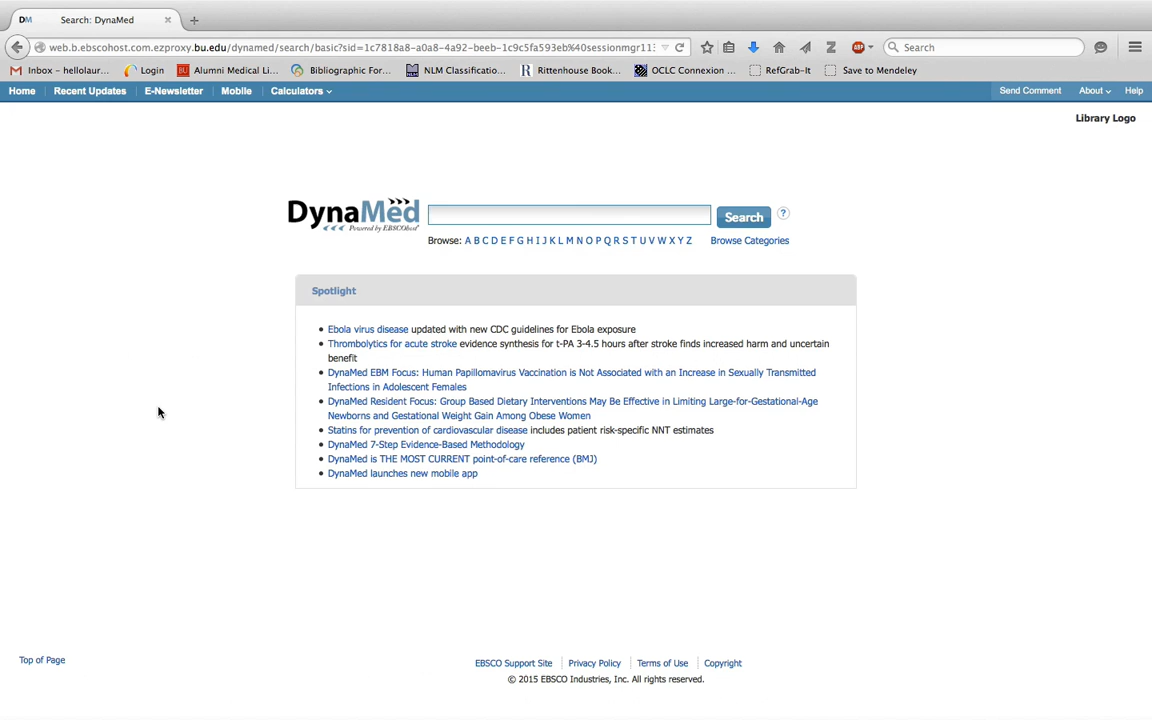 DM Search: DynaMed
web.b.ebscohost.com.ezproxy.bu.edu/dynamed/search/basic?sid=1c7818a8-a0a8-4a92-beeb-1c9c5fa593eb%40sessionmgr11: Z ABP Search
Inbox - hellolaur... Login Alumni Medical Li... Bibliographic For... NLM Classificatio... R Rittenhouse Book... OCLC Connexion ... RefGrab-It Save to Mendeley
Home Recent Updates E-Newsletter Mobile Calculators Send Comment About Help
Library Logo
DynaMed Search ?
Powered by EBSCOhost
Browse: A B C D E F G H I J K L M N O P Q R S T U V W X Y Z Browse Categories
Spotlight
• Ebola virus disease updated with new CDC guidelines for Ebola exposure
• Thrombolytics for acute stroke evidence synthesis for t-PA 3-4.5 hours after stroke finds increased harm and uncertain
benefit
• DynaMed EBM Focus: Human Papillomavirus Vaccination is Not Associated with an Increase in Sexually Transmitted
Infections in Adolescent Females
• DynaMed Resident Focus: Group Based Dietary Interventions May Be Effective in Limiting Large-for-Gestational-Age
Newborns and Gestational Weight Gain Among Obese Women
• Statins for prevention of cardiovascular disease includes patient risk-specific NNT estimates
• DynaMed 7-Step Evidence-Based Methodology
• DynaMed is THE MOST CURRENT point-of-care reference (BMJ)
• DynaMed launches new mobile app
Top of Page
EBSCO Support Site Privacy Policy Terms of Use Copyright
© 2015 EBSCO Industries, Inc. All rights reserved.